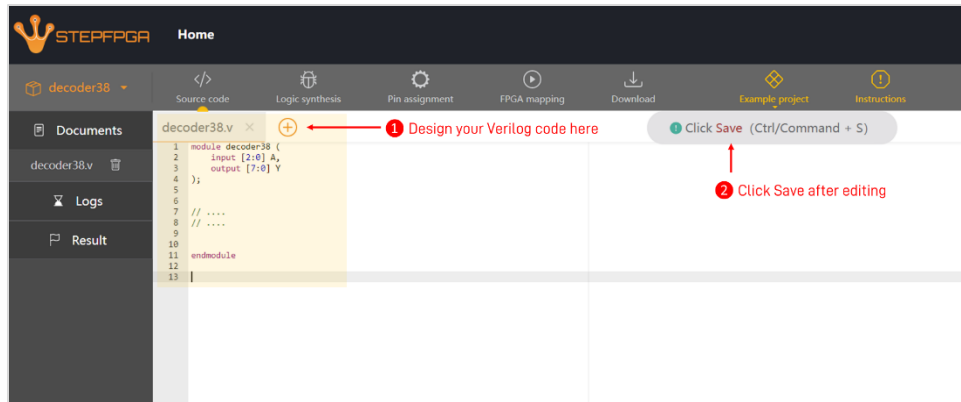 STEPFPGA
Home
decoder38
</>
Source code
Logic synthesis
Pin assignment
FPGA mapping
Download
Example project
Instructions
Documents
decoder38.v
Logs
Result
decoder38.v ×
1 Design your Verilog code here
Click Save (Ctrl/Command + S)
2 Click Save after editing
1 module decoder38 (
2 input [2:0] A,
3 output [7:0] Y
4 );
5
6
7 // ....
8 // ....
9
10
11 endmodule
12
13